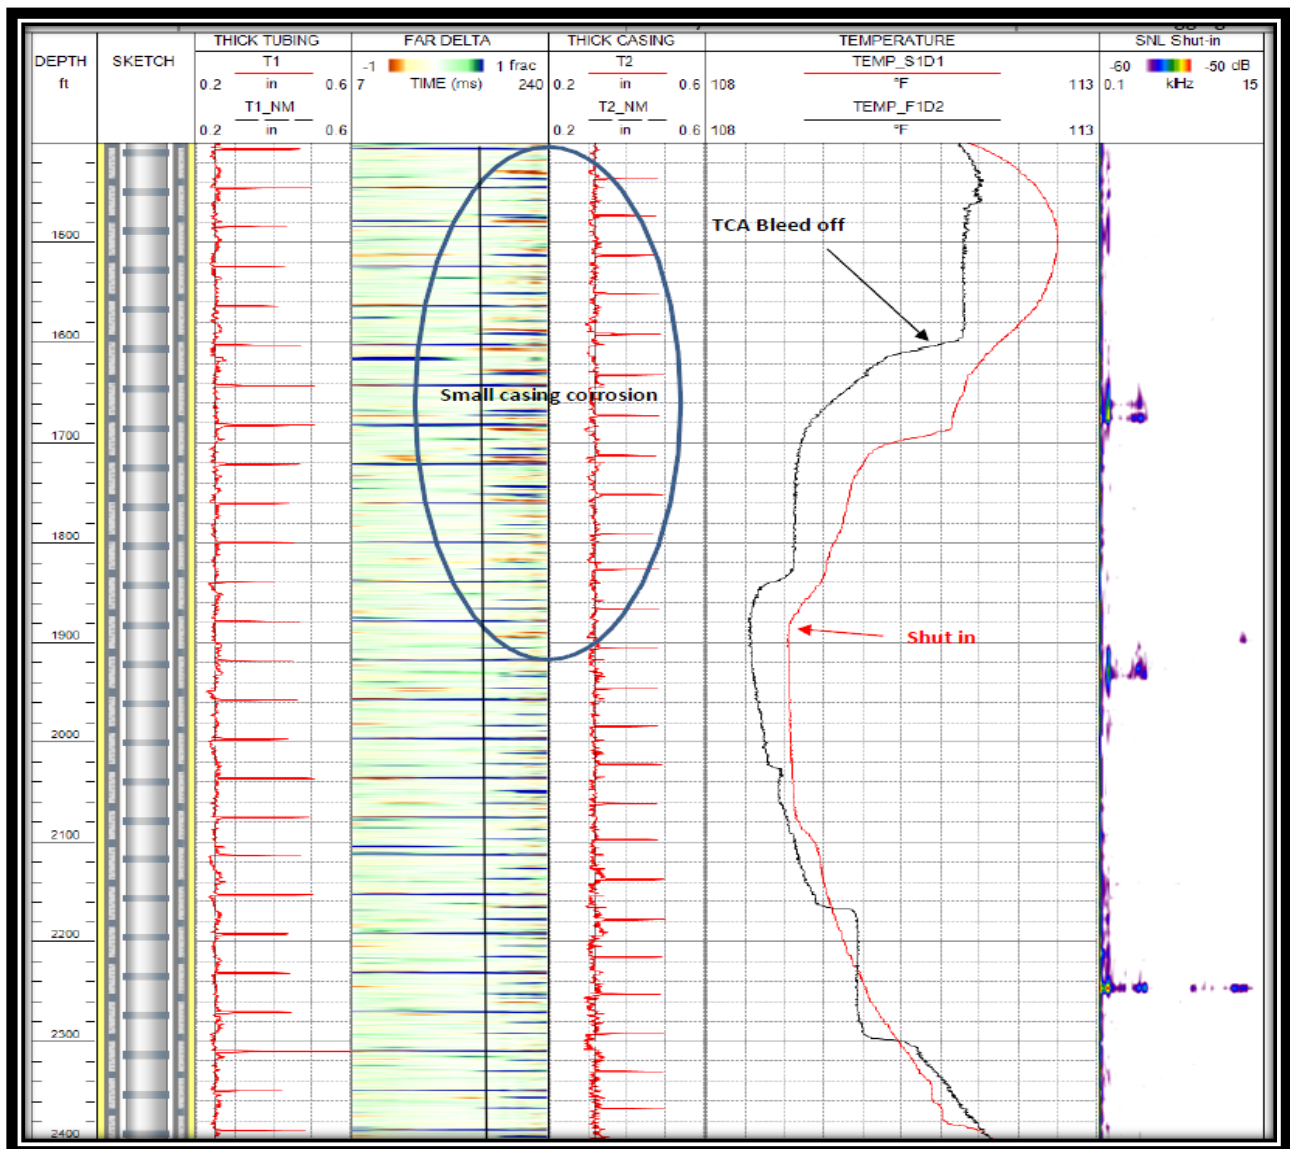 THICK TUBING FAR DELTA THICK CASING TEMPERATURE SNL Shut-in
DEPTH SKETCH T1 -1 1 frac T2 TEMP_S1D1 -60 -50 dB
ft 0.2 in 0.6 7 TIME (ms) 240 0.2 in 0.6 108 °F 113 0.1 kHz 15
T1_NM T2_NM TEMP_F1D2
0.2 in 0.6 0.2 in 0.6 108 °F 113
TCA Bleed off
1500
1600
Small casing corrosion
1700
1800
1900
Shut in
2000
2100
2200
2300
2400